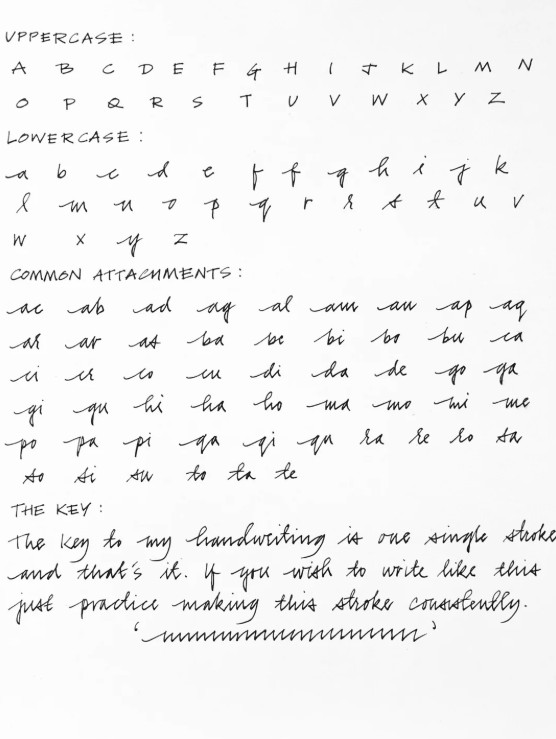 UPPERCASE:
A B C D E F G H I J K L M N
O P Q R S T U V W X Y Z
LOWERCASE:
a b c d e f f g h i j k
l m n o p q r r s t u v
w x y z
COMMON ATTACHMENTS:
ac ab ad ag al am an ap aq
ar ar as ba be bi bo bu ca
ci cr co cu di da de go ga
gi gu hi ha ho ma mo mi me
po pa pi qa qi qu ra re ro sa
so si su to ta te
THE KEY:
The key to my handwriting is one single stroke
and that's it. If you wish to write like this
just practice making this stroke consistently.